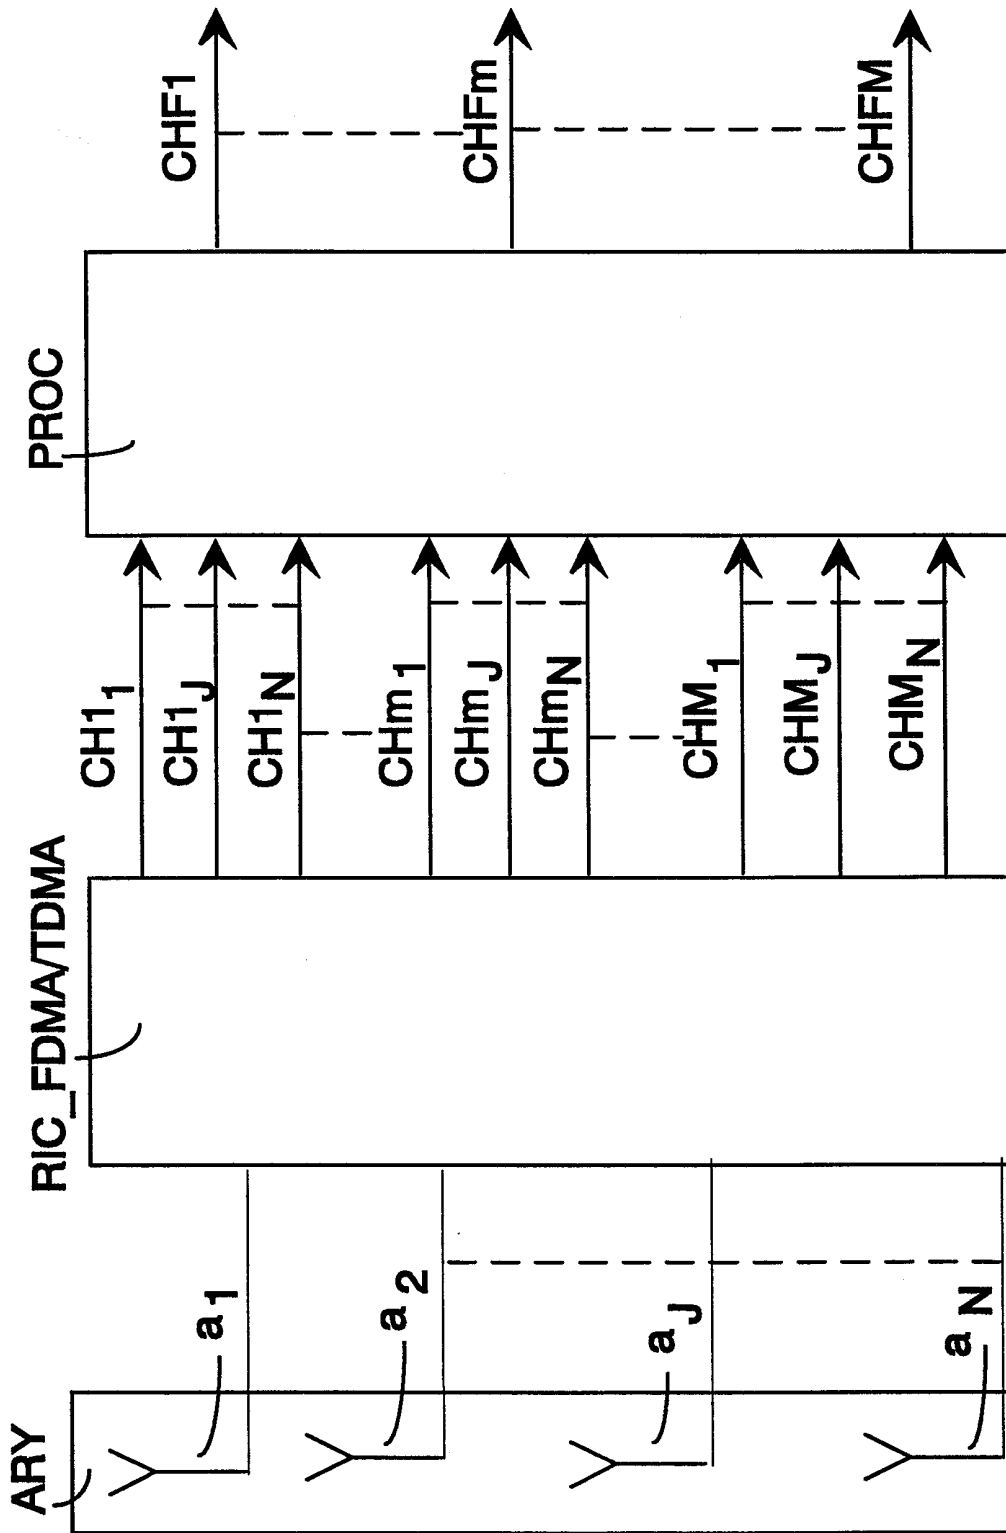 ARY
a1
a2
aJ
aN
RIC_FDMA/TDMA
CH1₁
CH1J
CH1N
CHm₁
CHmJ
CHmN
CHM₁
CHMJ
CHMN
PROC
CHF1
CHFm
CHFM